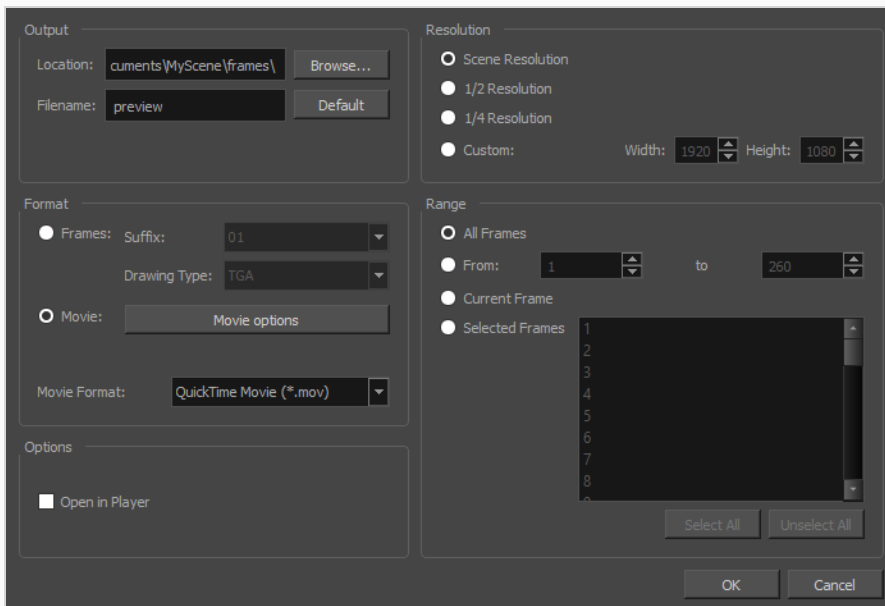 Output
Location: cuments\MyScene\frames\ Browse...
Filename: preview Default
Format
Frames: Suffix: 01
Drawing Type: TGA
Movie: Movie options
Movie Format: QuickTime Movie (*.mov)
Options
Open in Player
Resolution
Scene Resolution
1/2 Resolution
1/4 Resolution
Custom: Width: 1920 Height: 1080
Range
All Frames
From: 1 to 260
Current Frame
Selected Frames 1
2
3
4
5
6
7
8
Select All Unselect All
OK Cancel